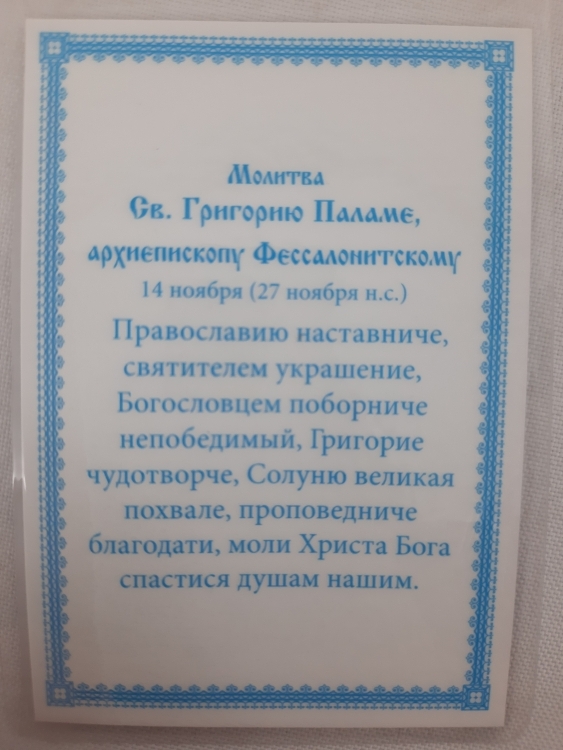 Молитва
Св. Григорию Паламе,
архиепископу Фессалонитскому
14 ноября (27 ноября н.с.)
Православию наставниче,
святителем украшение,
Богословцем поборниче
непобедимый, Григорие
чудотворче, Солуню великая
похвале, проповедниче
благодати, моли Христа Бога
спастися душам нашим.